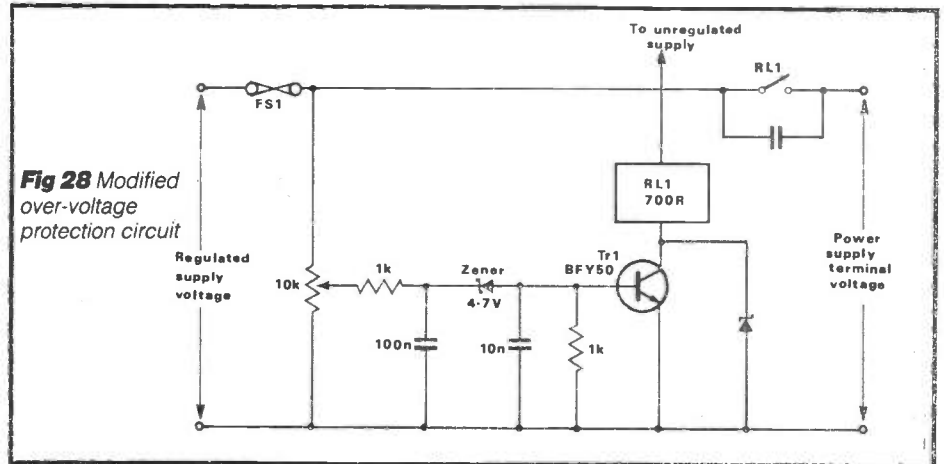 To unregulated
supply
RL1
FS1
Fig 28 Modified
over-voltage
protection circuit
RL1
700R
Regulated
supply
voltage
Power
supply
terminal
voltage
Tr1
BFY50
10k
1k
Zener
4·7V
100n
10n
1k